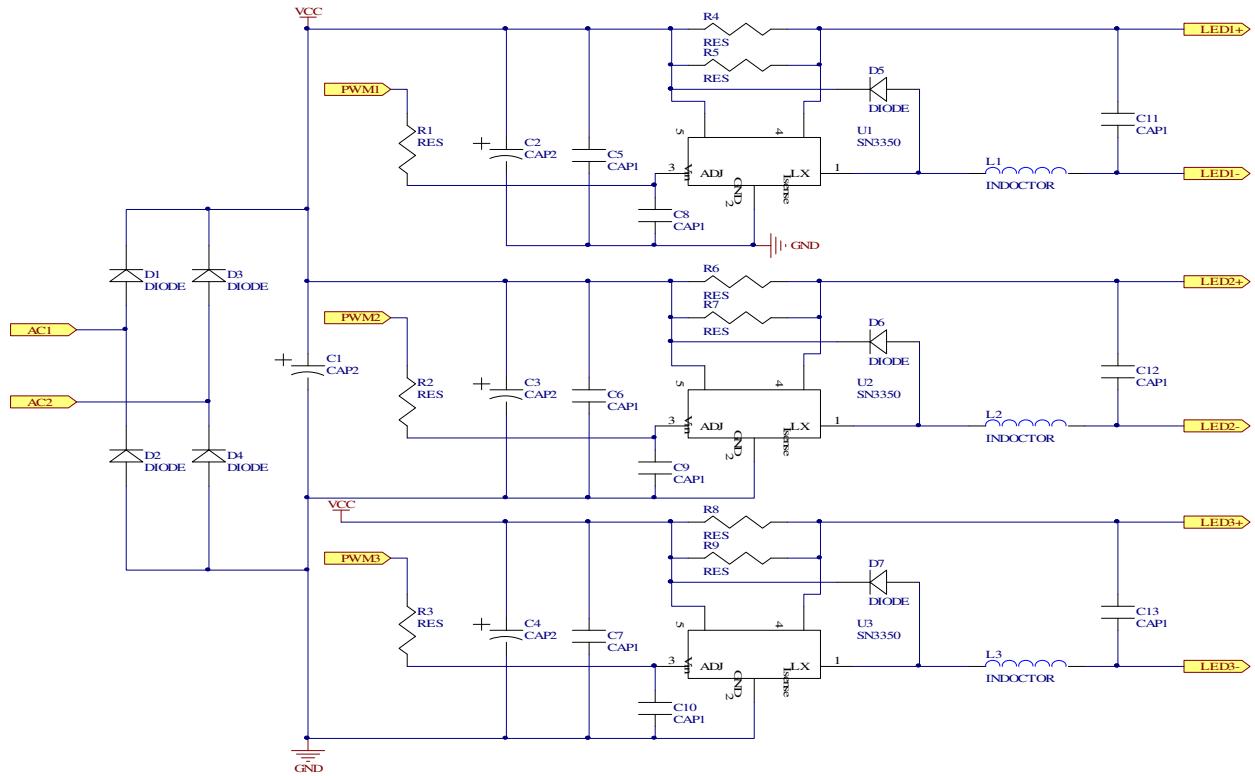 VCC
R4
RES
LED1+
R5
RES
PWM1
D5
DIODE
R1
RES
C2
CAP2
C5
CAP1
5
4
U1
SN3350
C11
CAP1
3
Vin
ADJ
GND
2
Isense
LX
1
L1
INDOCTOR
LED1-
C8
CAP1
GND
D1
DIODE
D3
DIODE
R6
RES
LED2+
R7
RES
PWM2
D6
DIODE
AC1
C1
CAP2
R2
RES
C3
CAP2
C6
CAP1
5
4
U2
SN3350
C12
CAP1
AC2
3
Vin
ADJ
GND
2
Isense
LX
1
L2
INDOCTOR
LED2-
D2
DIODE
D4
DIODE
C9
CAP1
VCC
R8
RES
LED3+
R9
RES
PWM3
D7
DIODE
R3
RES
C4
CAP2
C7
CAP1
5
4
U3
SN3350
C13
CAP1
3
Vin
ADJ
GND
2
Isense
LX
1
L3
INDOCTOR
LED3-
C10
CAP1
GND